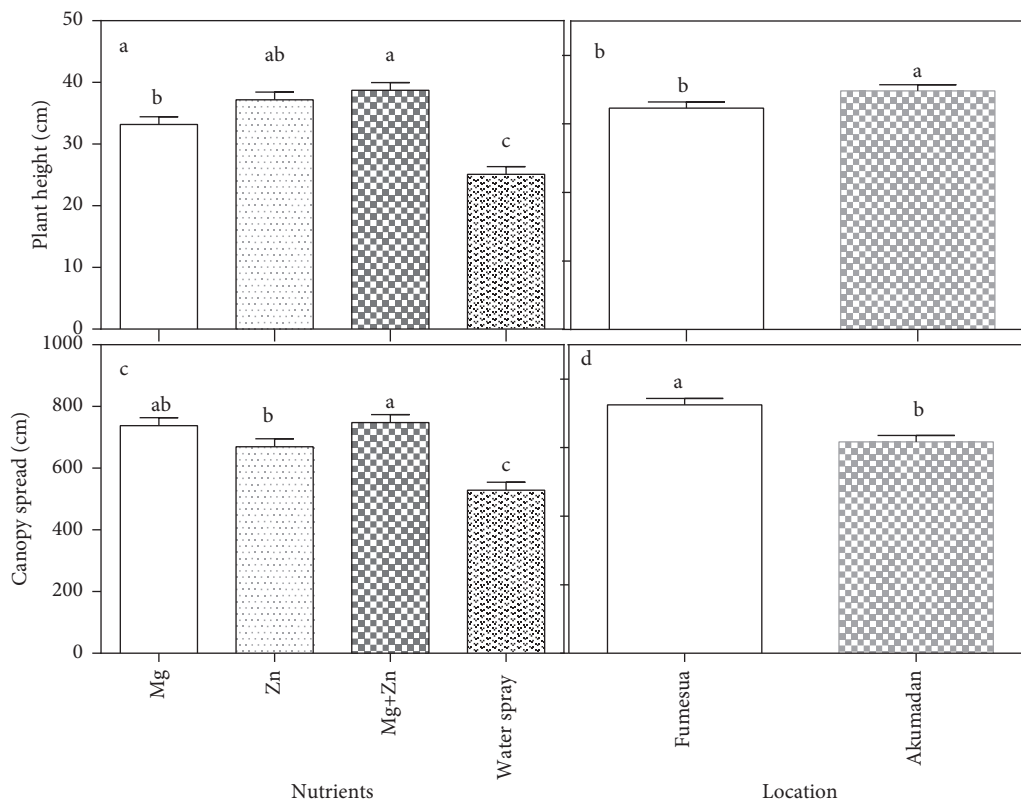 50
40
30
20
10
0
Plant height (cm)
a
b
ab
a
c
b
b
a
1000
800
600
400
200
0
Canopy spread (cm)
c
ab
b
a
c
d
a
b
Mg
Zn
Mg+Zn
Water spray
Fumesua
Akumadan
Nutrients
Location